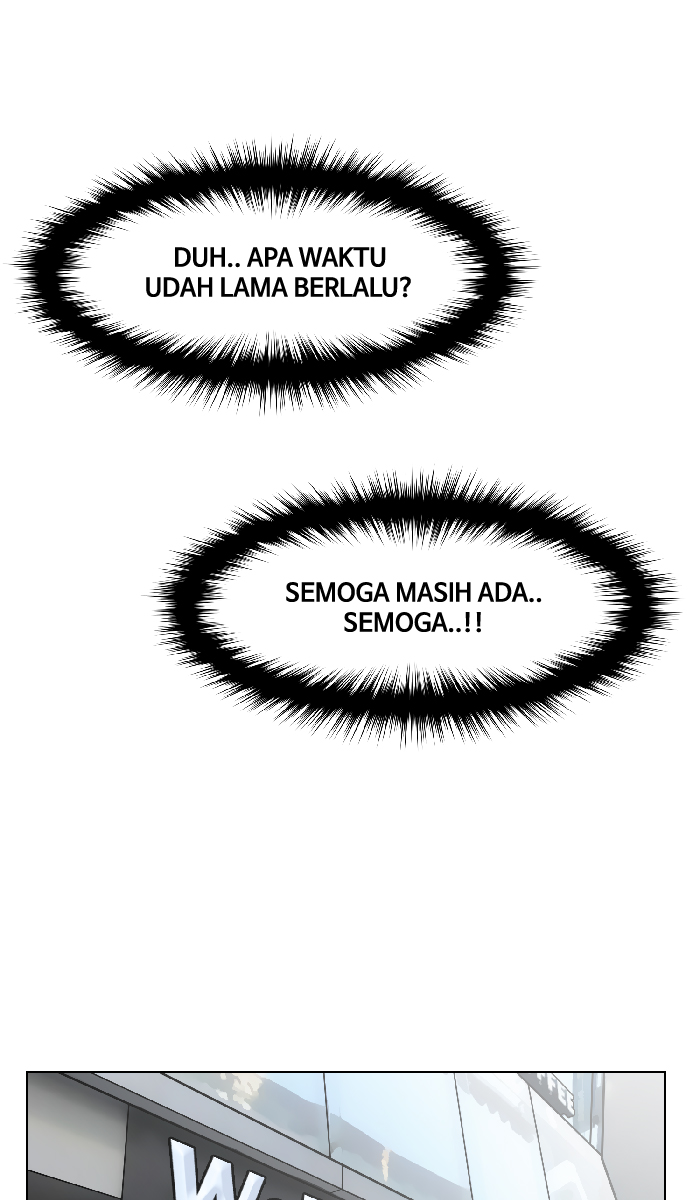 DUH.. APA WAKTU
UDAH LAMA BERLALU?
SEMOGA MASIH ADA..
SEMOGA..!!